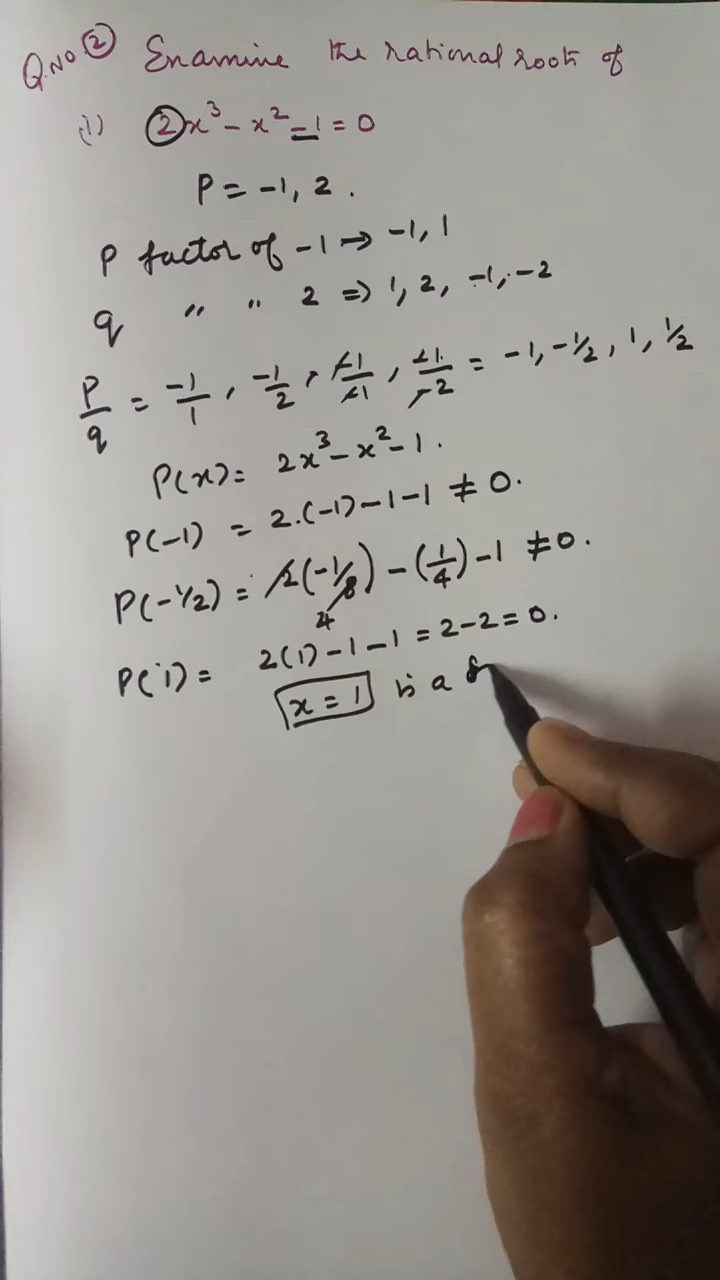 Q.NO ② Examine the rational roots of
(i) ②x³ - x² - 1 = 0
P = -1, 2.
P factor of -1 → -1, 1
q " " 2 ⇒ 1, 2, -1, -2
P/q = -1/1, -1/2, -1/-1, -1/-2 = -1, -1/2, 1, 1/2
P(x) = 2x³ - x² - 1.
P(-1) = 2.(-1) - 1 - 1 ≠ 0.
P(-1/2) = 2(-1/8) - (1/4) - 1 ≠ 0.
4
P(1) = 2(1) - 1 - 1 = 2 - 2 = 0.
x = 1 is a